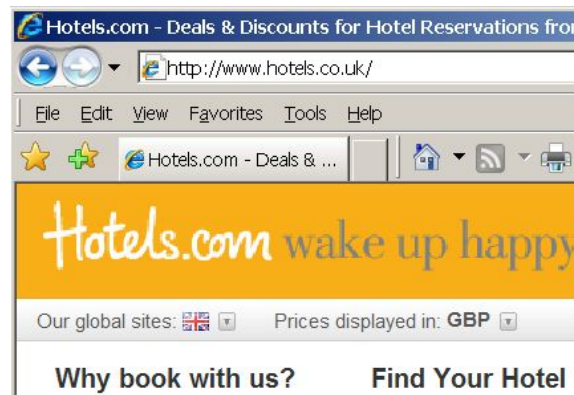 Hotels.com - Deals & Discounts for Hotel Reservations from
http://www.hotels.co.uk/
File Edit View Favorites Tools Help
Hotels.com - Deals & ...
Hotels.com wake up happy
Our global sites: Prices displayed in: GBP
Why book with us? Find Your Hotel